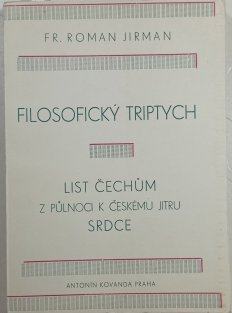 FR. ROMAN JIRMAN
FILOSOFICKÝ TRIPTYCH
LIST ČECHŮM
Z PŮLNOCI K ČESKÉMU JITRU
SRDCE
ANTONÍN KOVANDA PRAHA